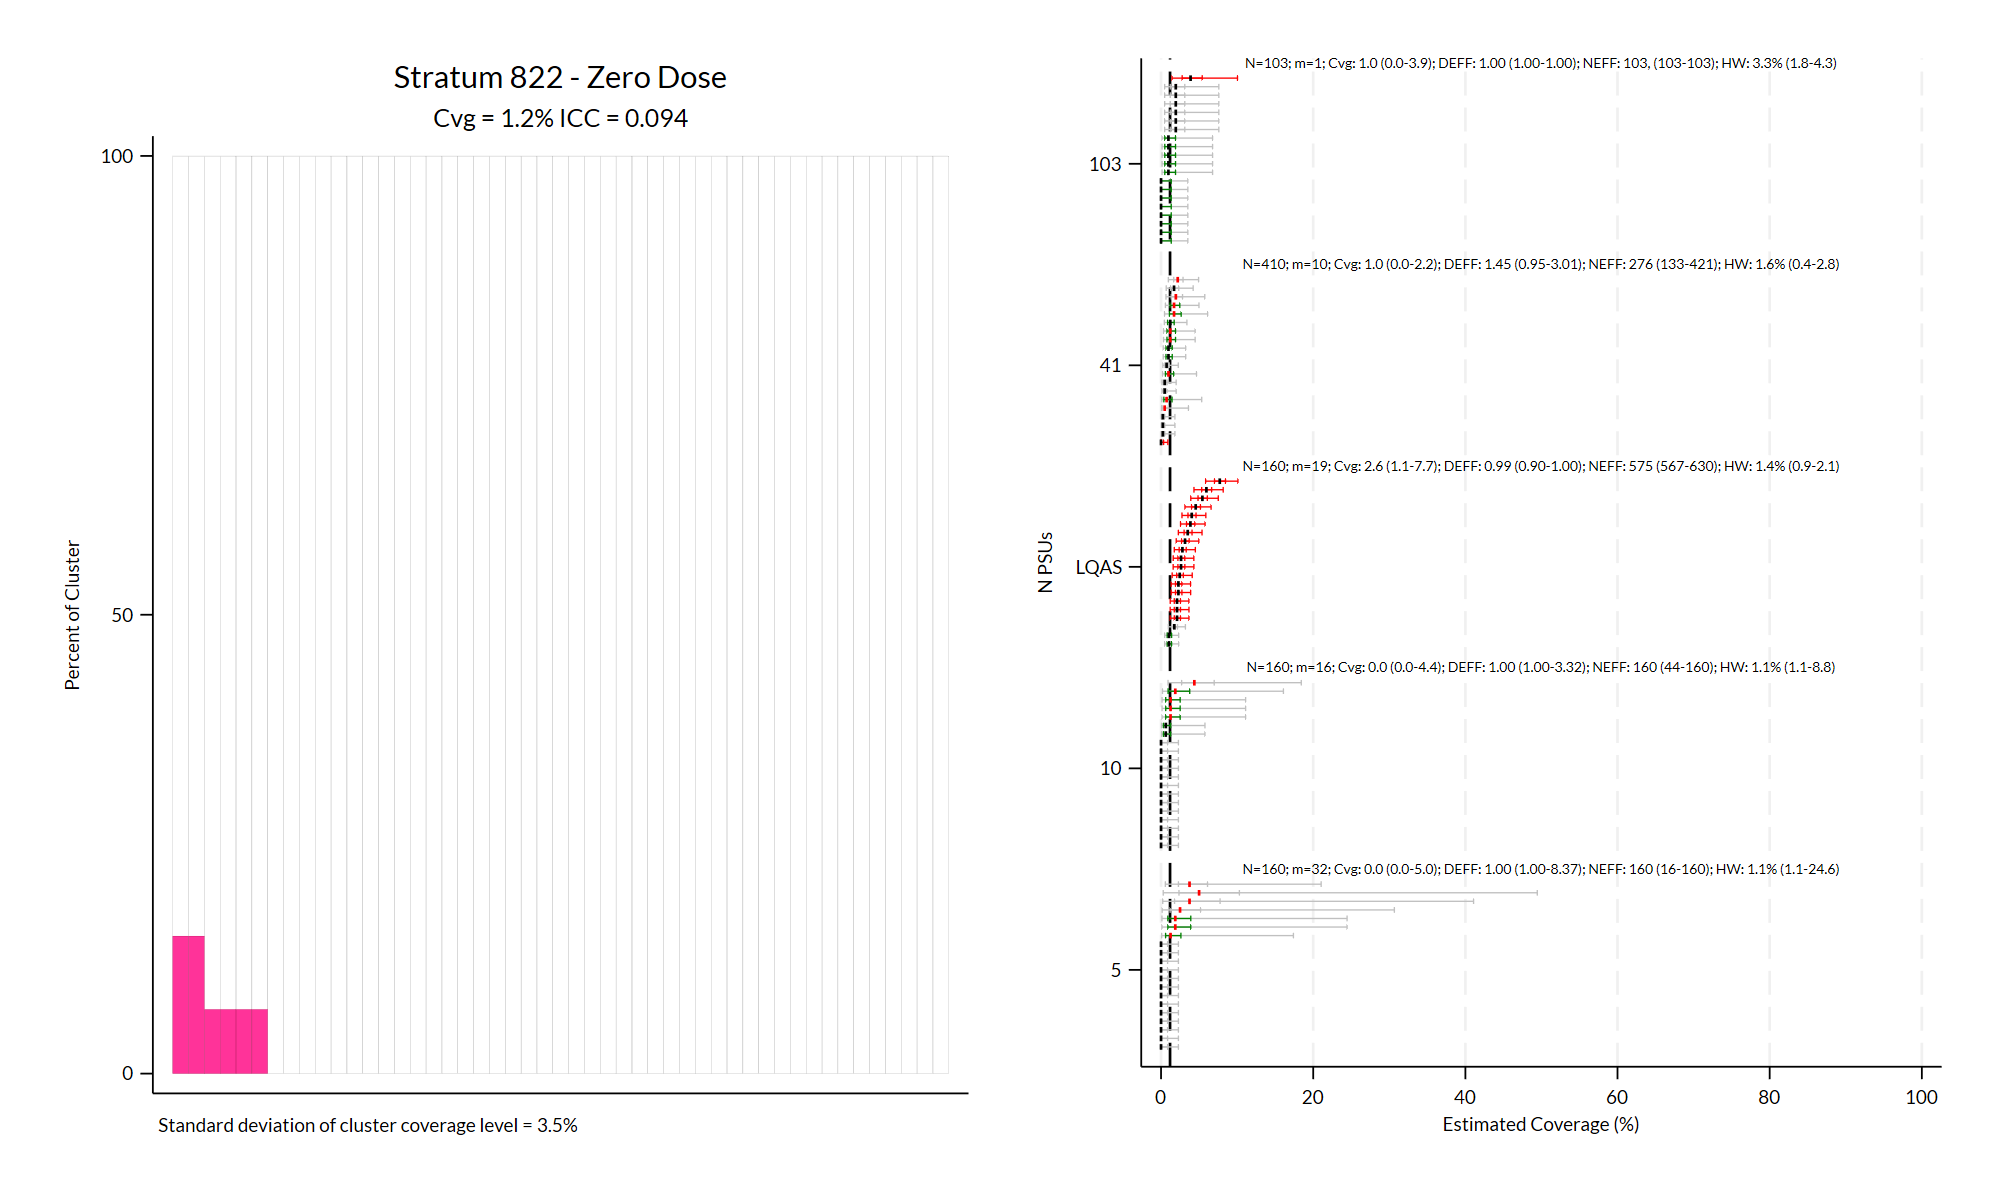 Stratum 822 - Zero Dose
Cvg = 1.2% ICC = 0.094
100
50
0
Percent of Cluster
Standard deviation of cluster coverage level = 3.5%
N=103; m=1; Cvg: 1.0 (0.0-3.9); DEFF: 1.00 (1.00-1.00); NEFF: 103, (103-103); HW: 3.3% (1.8-4.3)
103
N=410; m=10; Cvg: 1.0 (0.0-2.2); DEFF: 1.45 (0.95-3.01); NEFF: 276 (133-421); HW: 1.6% (0.4-2.8)
41
N=160; m=19; Cvg: 2.6 (1.1-7.7); DEFF: 0.99 (0.90-1.00); NEFF: 575 (567-630); HW: 1.4% (0.9-2.1)
LQAS
N=160; m=16; Cvg: 0.0 (0.0-4.4); DEFF: 1.00 (1.00-3.32); NEFF: 160 (44-160); HW: 1.1% (1.1-8.8)
10
N=160; m=32; Cvg: 0.0 (0.0-5.0); DEFF: 1.00 (1.00-8.37); NEFF: 160 (16-160); HW: 1.1% (1.1-24.6)
5
N PSUs
0 20 40 60 80 100
Estimated Coverage (%)